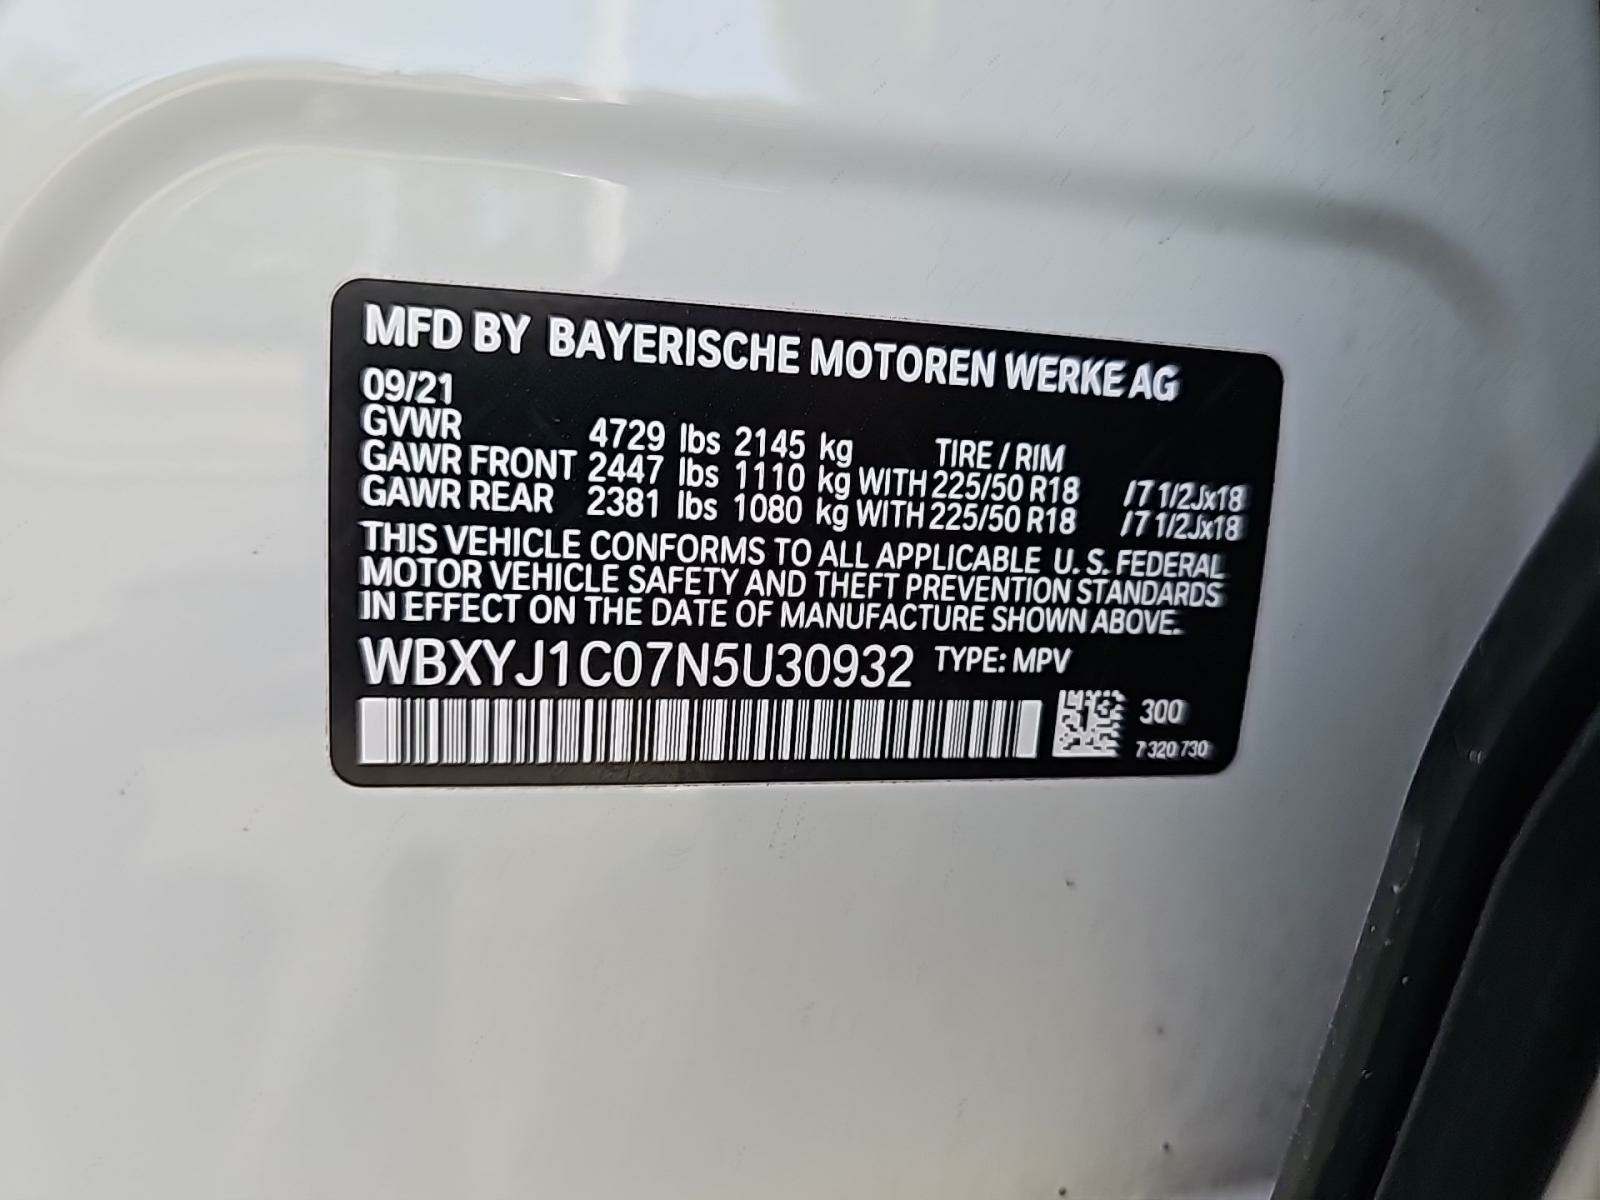 MFD BY BAYERISCHE MOTOREN WERKE AG
09/21
GVWR 4729 lbs 2145 kg TIRE / RIM
GAWR FRONT 2447 lbs 1110 kg WITH 225/50 R18 /7 1/2Jx18
GAWR REAR 2381 lbs 1080 kg WITH 225/50 R18 /7 1/2Jx18
THIS VEHICLE CONFORMS TO ALL APPLICABLE U. S. FEDERAL
MOTOR VEHICLE SAFETY AND THEFT PREVENTION STANDARDS
IN EFFECT ON THE DATE OF MANUFACTURE SHOWN ABOVE.
WBXYJ1C07N5U30932 TYPE: MPV
13 300
7 320 730